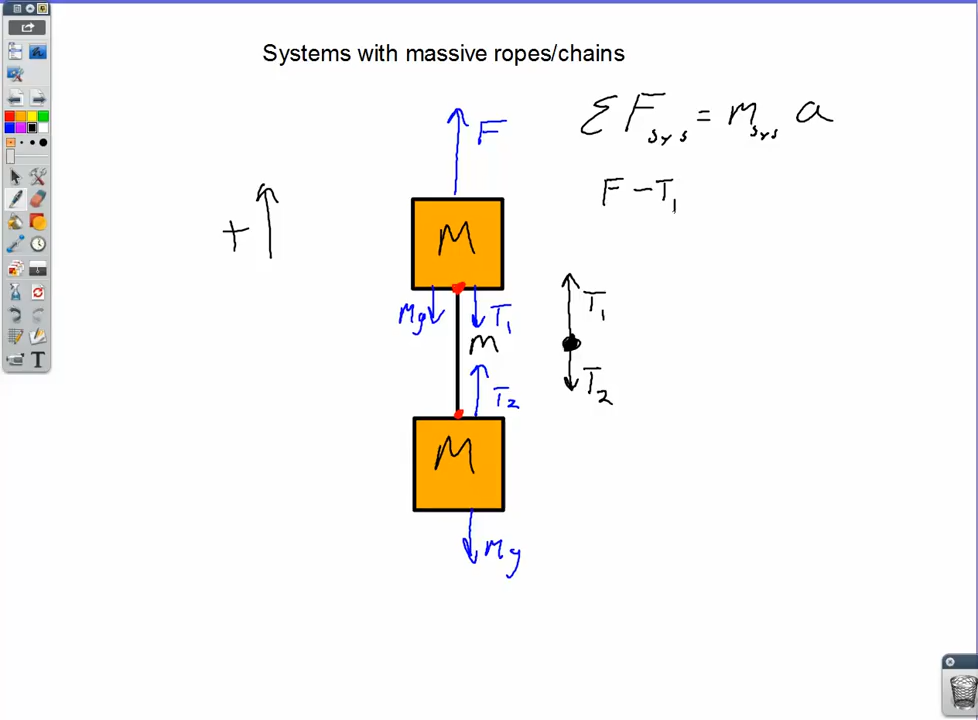 Systems with massive ropes/chains
ΣF_sys = m_sys a
F
F - T₁
+
M
Mg
T₁
T₁
m
T₂
T₂
M
Mg
T